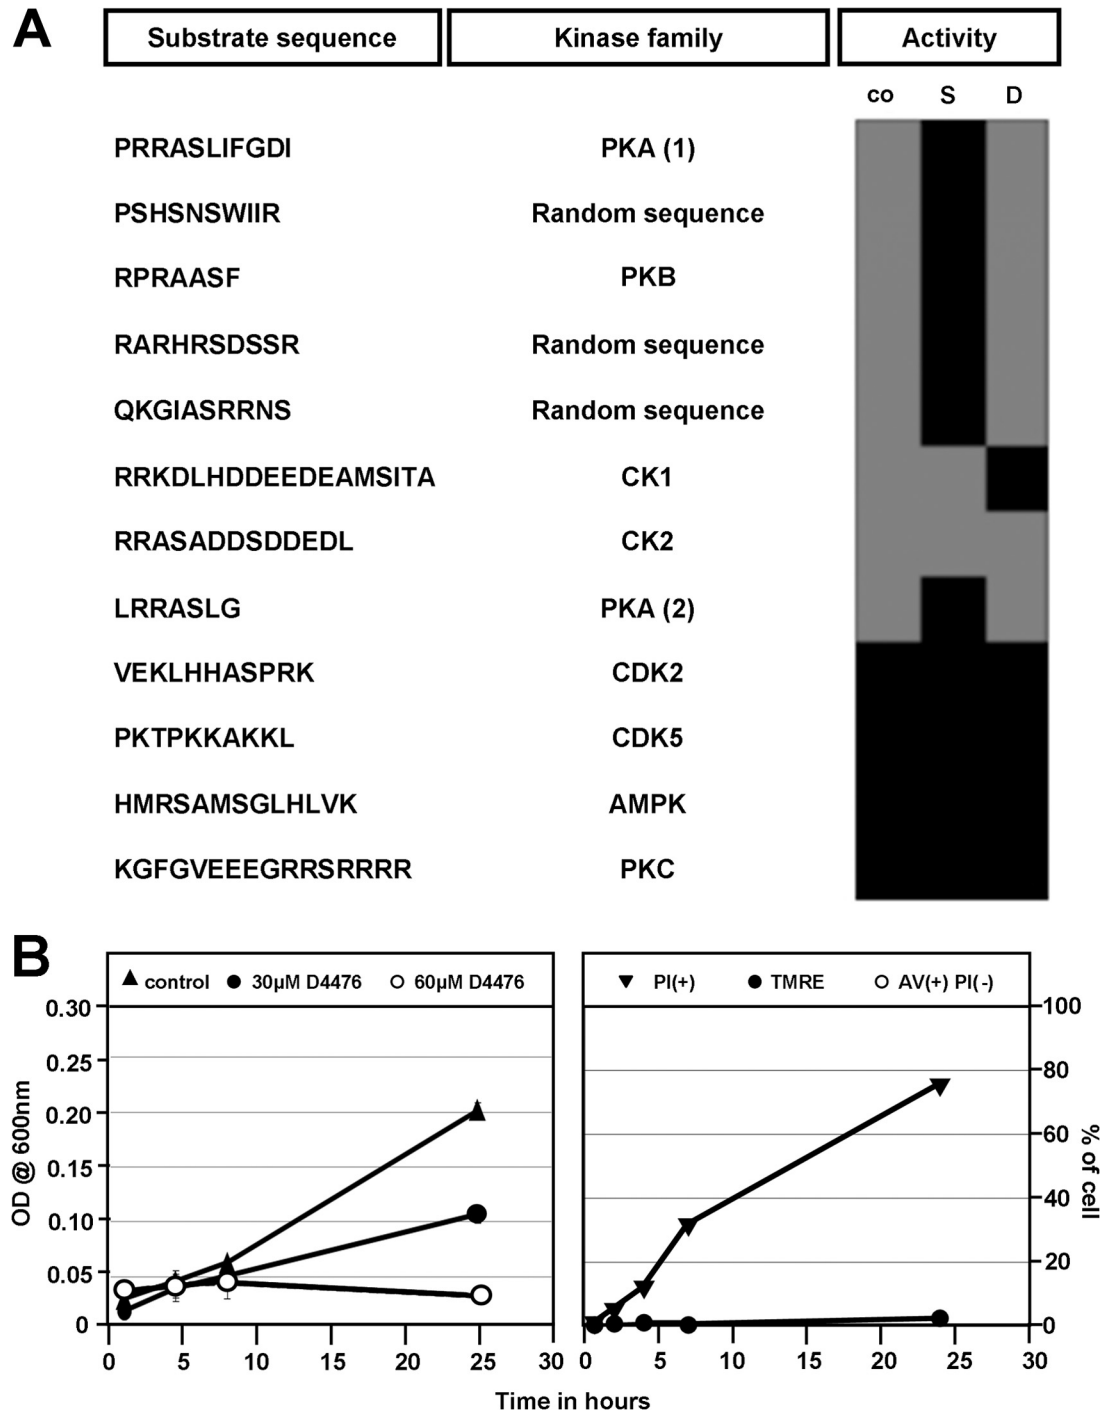 A
Substrate sequence Kinase family Activity
co S D
PRRASLIFGDI PKA (1)
PSHSNSWIIR Random sequence
RPRAASF PKB
RARHRSDSSR Random sequence
QKGIASRRNS Random sequence
RRKDLHDDEEDEAMSITA CK1
RRASADDSDDEDL CK2
LRRASLG PKA (2)
VEKLHHASPRK CDK2
PKTPKKAKKL CDK5
HMRSAMSGLHLVK AMPK
KGFGVEEEGRRSRRRR PKC
B
control 30µM D4476 60µM D4476
PI(+) TMRE AV(+) PI(-)
0.30
0.25
0.20
0.15
0.10
0.05
0
OD @ 600nm
0 5 10 15 20 25 30
100
80
60
40
20
0
% of cell
0 5 10 15 20 25 30
Time in hours